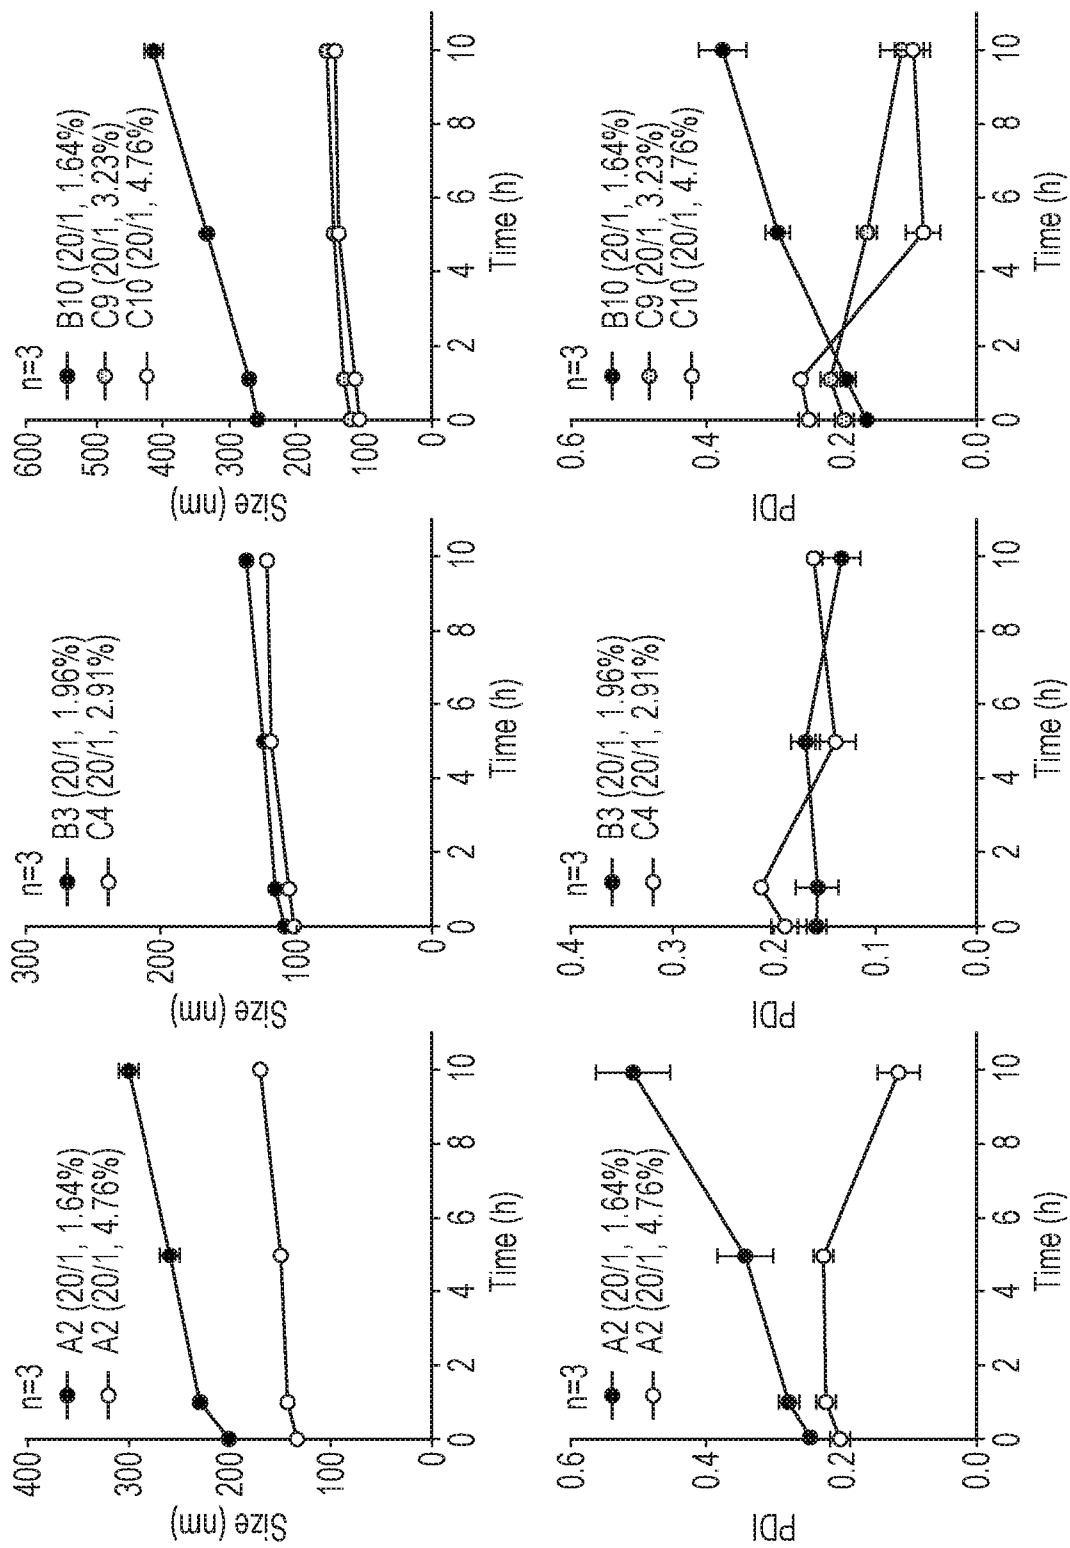 n=3
A2 (20/1, 1.64%)
A2 (20/1, 4.76%)
Size (nm)
400
300
200
100
0
0 2 4 6 8 10
Time (h)
n=3
B3 (20/1, 1.96%)
C4 (20/1, 2.91%)
Size (nm)
300
200
100
0
0 2 4 6 8 10
Time (h)
n=3
B10 (20/1, 1.64%)
C9 (20/1, 3.23%)
C10 (20/1, 4.76%)
Size (nm)
600
500
400
300
200
100
0
0 2 4 6 8 10
Time (h)
n=3
A2 (20/1, 1.64%)
A2 (20/1, 4.76%)
PDI
0.6
0.4
0.2
0.0
0 2 4 6 8 10
Time (h)
n=3
B3 (20/1, 1.96%)
C4 (20/1, 2.91%)
PDI
0.4
0.3
0.2
0.1
0.0
0 2 4 6 8 10
Time (h)
n=3
B10 (20/1, 1.64%)
C9 (20/1, 3.23%)
C10 (20/1, 4.76%)
PDI
0.6
0.4
0.2
0.0
0 2 4 6 8 10
Time (h)